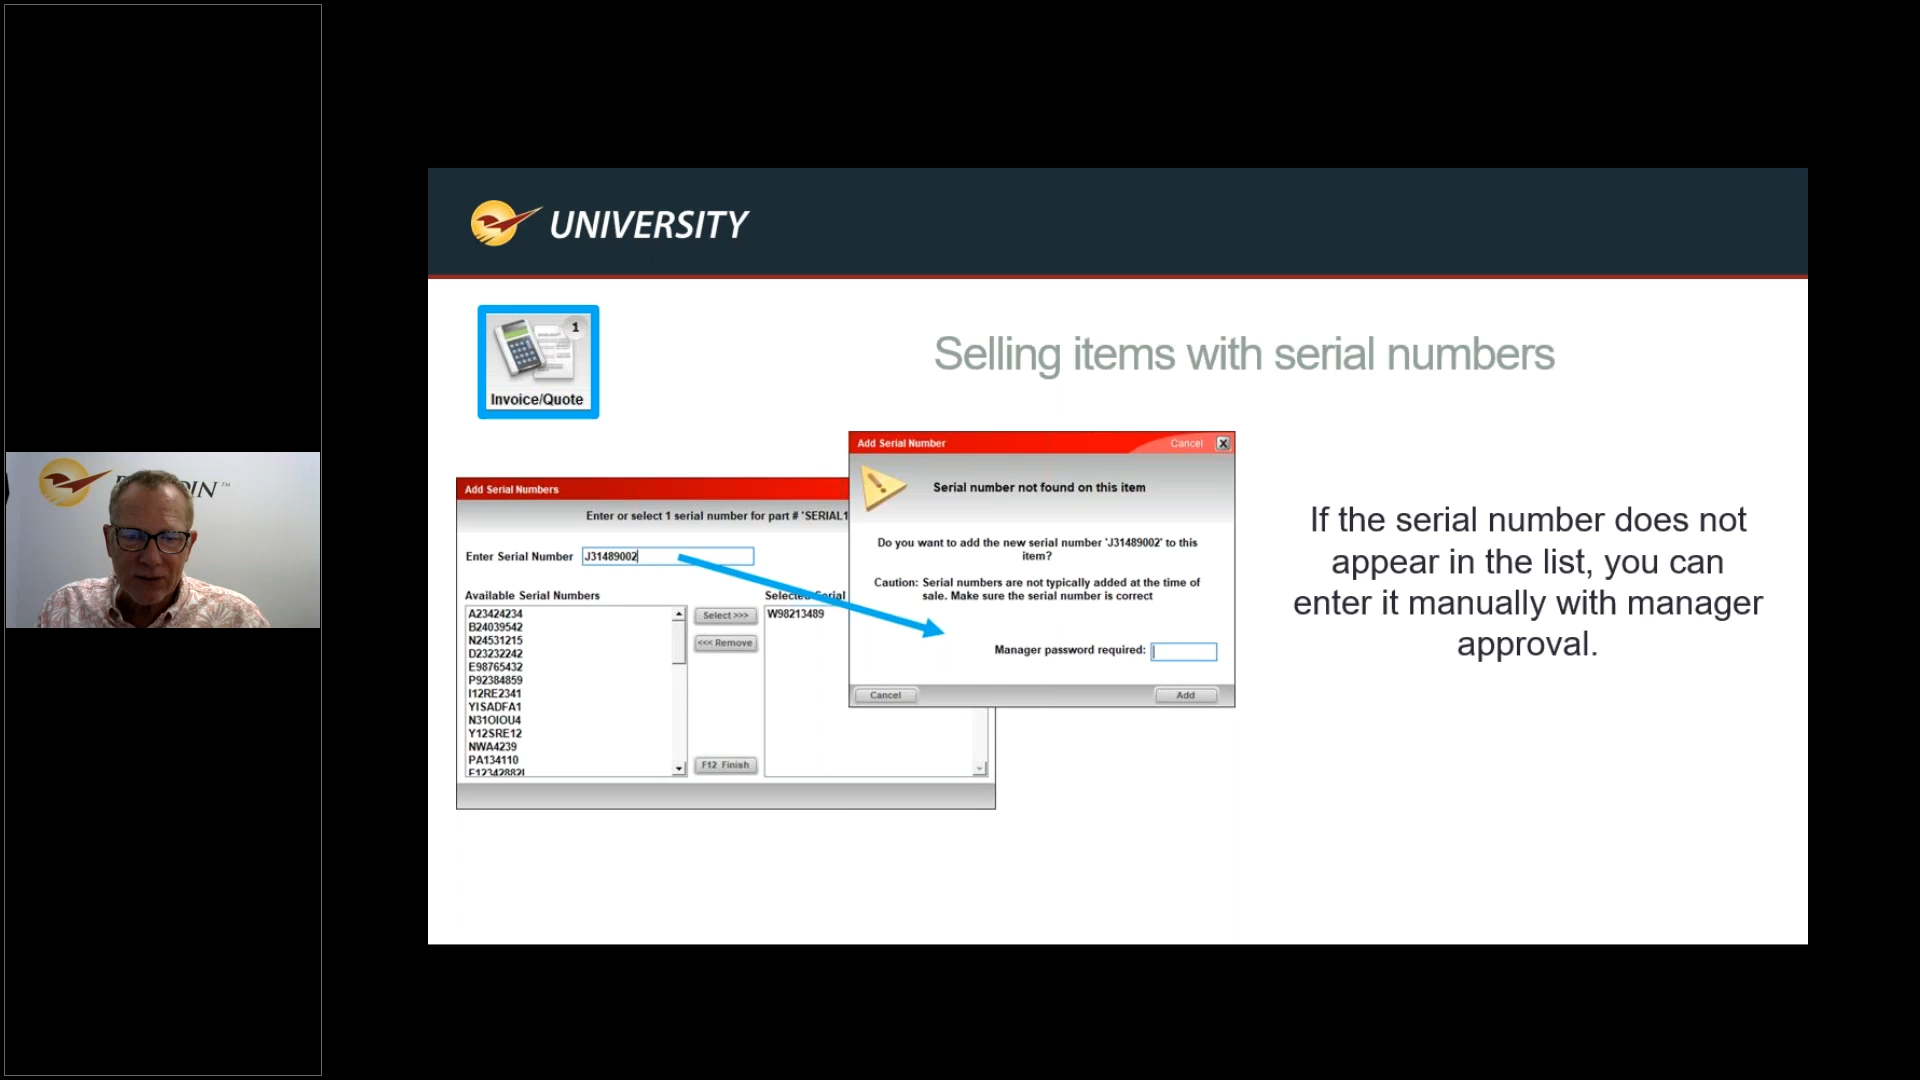 UNIVERSITY
1
Invoice/Quote
Selling items with serial numbers
Add Serial Numbers
Enter or select 1 serial number for part # 'SERIAL1
Enter Serial Number J31489002
Available Serial Numbers
A23424234
B24039542
N24531215
D23232242
E98765432
P92384859
I12RE2341
YISADFA1
N31OIOU4
Y12SRE12
NWA4239
PA134110
Select >>>
<<< Remove
F12 Finish
Selected Serial
W98213489
Add Serial Number
Cancel
Serial number not found on this item
Do you want to add the new serial number 'J31489002' to this
item?
Caution: Serial numbers are not typically added at the time of
sale. Make sure the serial number is correct
Manager password required:
Cancel
Add
If the serial number does not
appear in the list, you can
enter it manually with manager
approval.